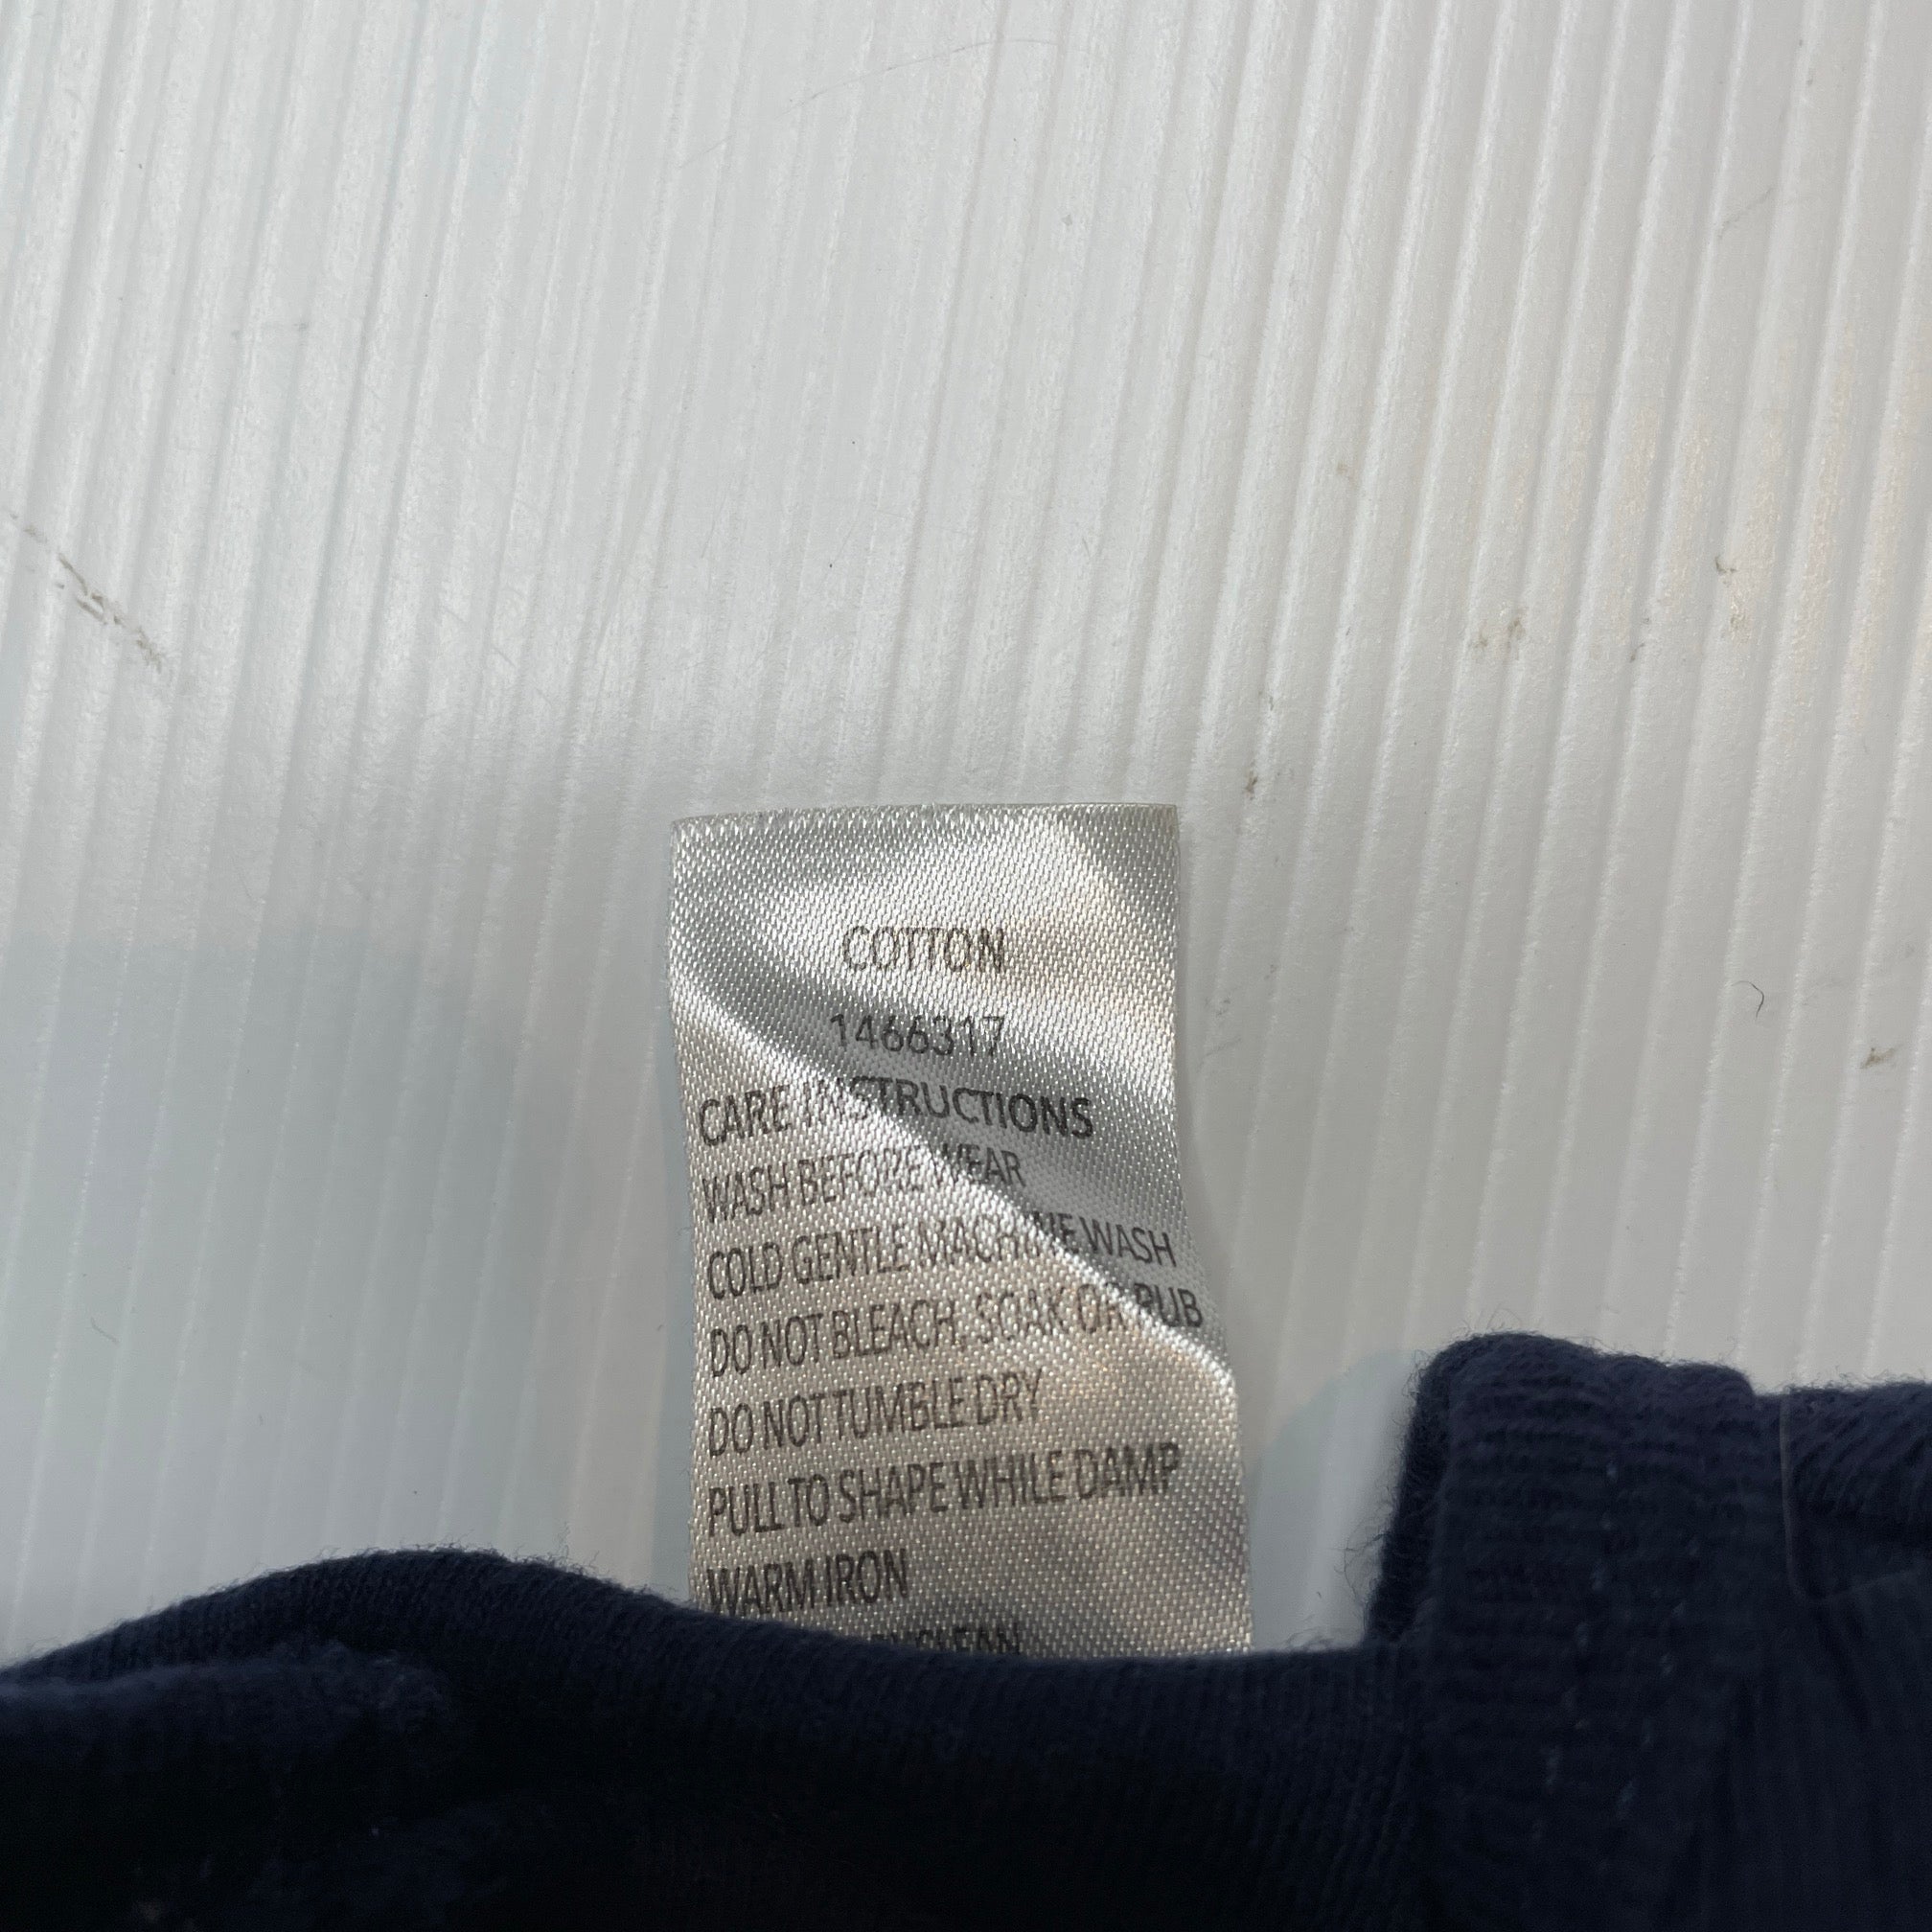 COTTON
1466317
CARE INSTRUCTIONS
WASH BEFORE WEAR
COLD GENTLE MACHINE WASH
DO NOT BLEACH, SOAK OR RUB
DO NOT TUMBLE DRY
PULL TO SHAPE WHILE DAMP
WARM IRON
CLEAN